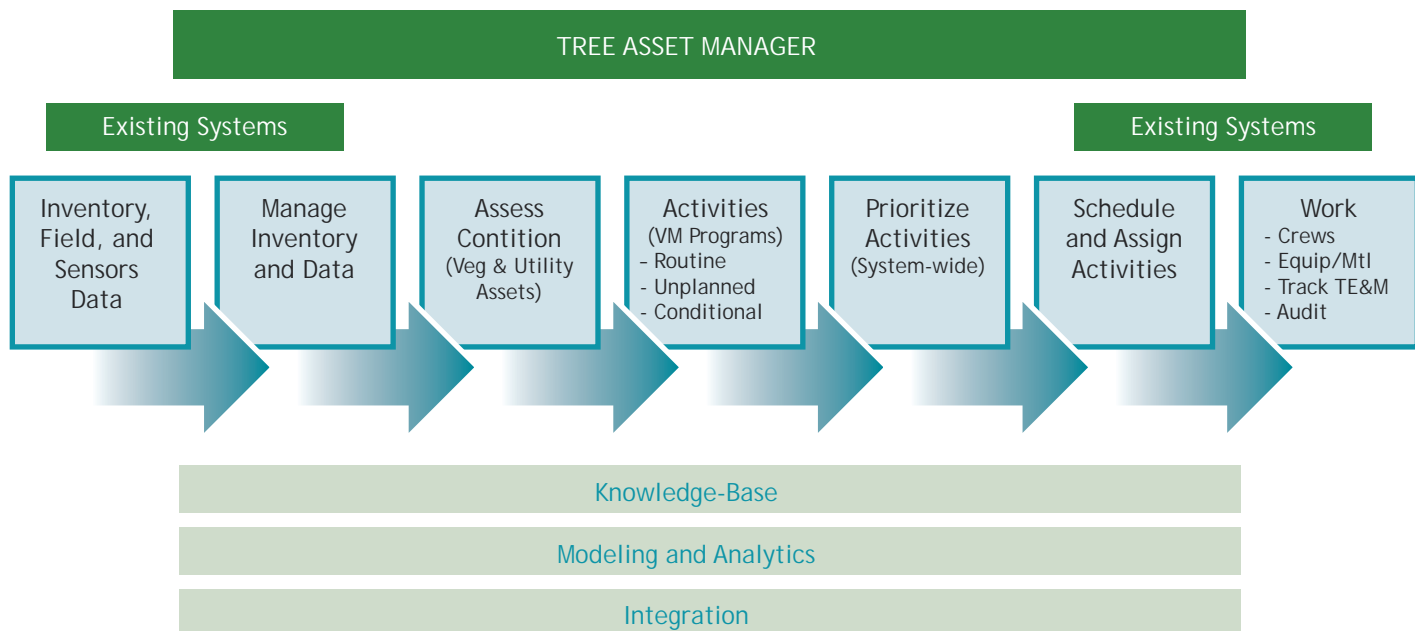 TREE ASSET MANAGER
Existing Systems
Existing Systems
Inventory,
Field, and
Sensors
Data
Manage
Inventory
and Data
Assess
Contition
(Veg & Utility
Assets)
Activities
(VM Programs)
- Routine
- Unplanned
- Conditional
Prioritize
Activities
(System-wide)
Schedule
and Assign
Activities
Work
- Crews
- Equip/Mtl
- Track TE&M
- Audit
Knowledge-Base
Modeling and Analytics
Integration